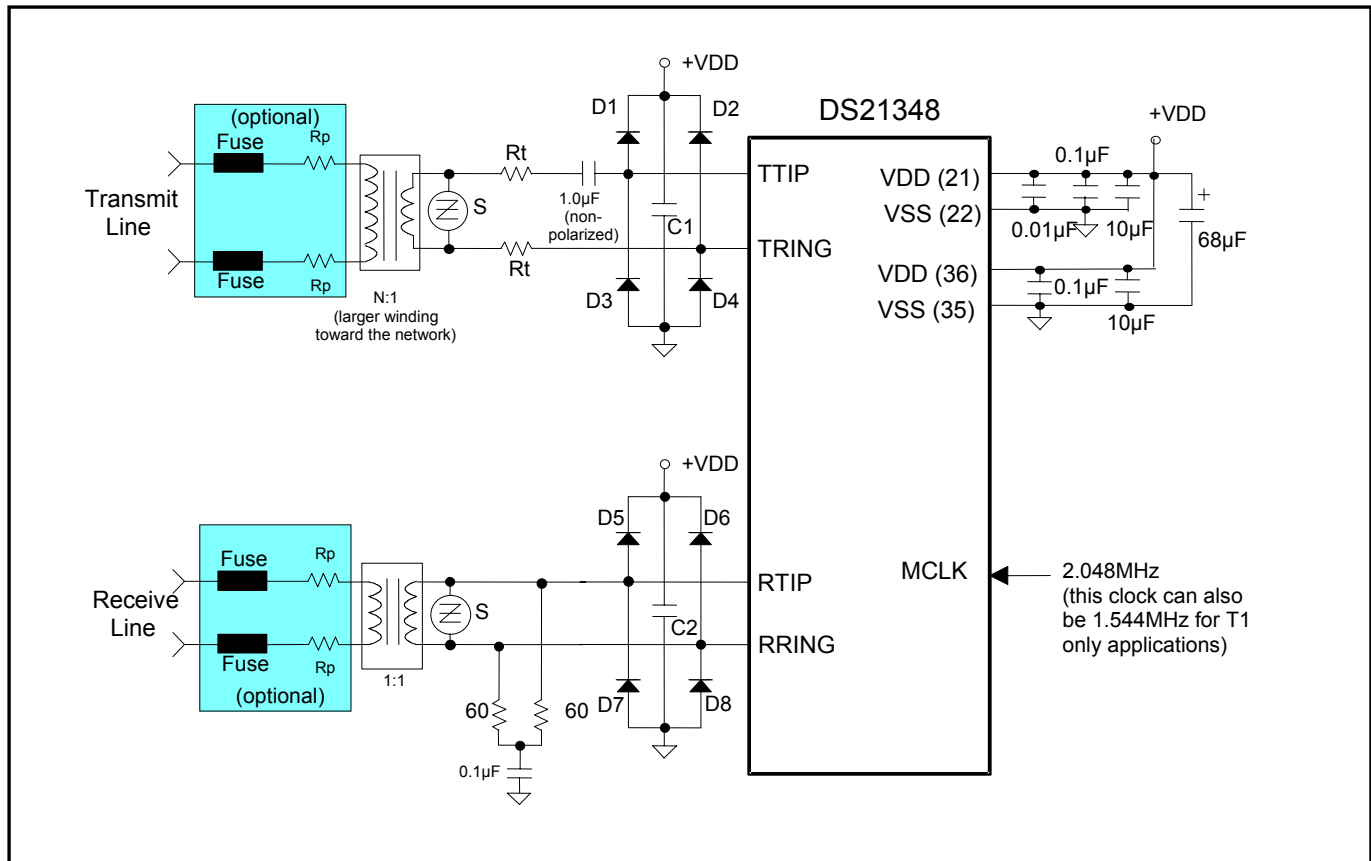 +VDD
(optional)
Fuse
Rp
D1
D2
DS21348
+VDD
Rt
TTIP
VDD (21)
0.1µF
+
Transmit
Line
S
1.0µF
(non-
polarized)
C1
VSS (22)
0.01µF
10µF
68µF
Rt
TRING
Fuse
Rp
N:1
(larger winding
toward the network)
D3
D4
VDD (36)
0.1µF
VSS (35)
10µF
+VDD
D5
D6
Fuse
Rp
RTIP
MCLK
2.048MHz
(this clock can also
be 1.544MHz for T1
only applications)
Receive
Line
S
C2
RRING
Fuse
Rp
(optional)
1:1
60
60
D7
D8
0.1µF